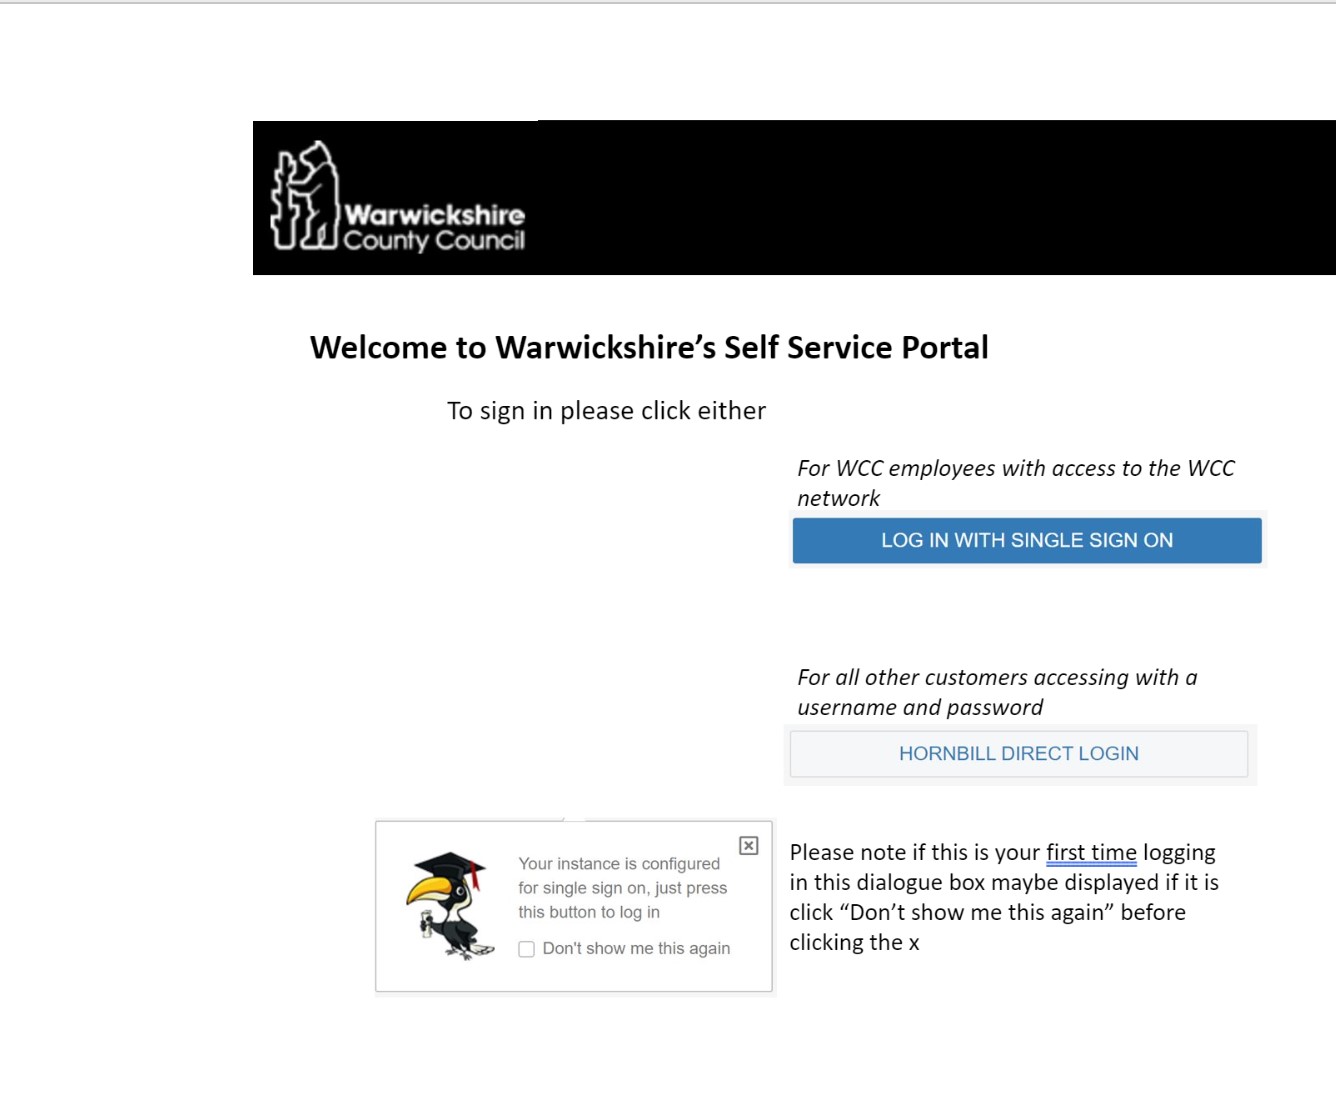 Warwickshire
County Council
Welcome to Warwickshire’s Self Service Portal
To sign in please click either
For WCC employees with access to the WCC
network
LOG IN WITH SINGLE SIGN ON
For all other customers accessing with a
username and password
HORNBILL DIRECT LOGIN
Your instance is configured
for single sign on, just press
this button to log in
Don't show me this again
Please note if this is your first time logging
in this dialogue box maybe displayed if it is
click “Don’t show me this again” before
clicking the x